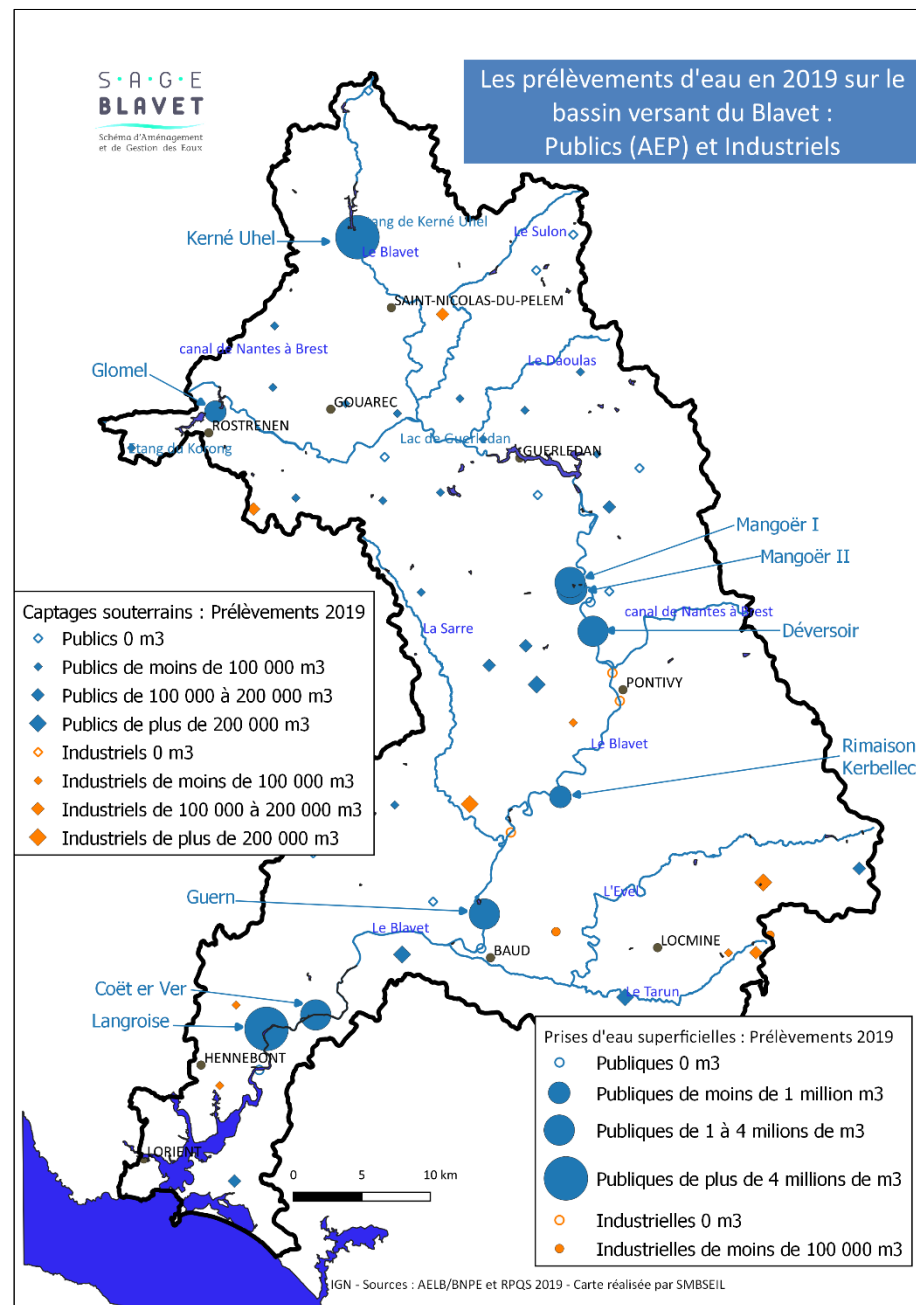 S·A·G·E
BLAVET
Schéma d'Aménagement
et de Gestion des Eaux
Les prélèvements d'eau en 2019 sur le
bassin versant du Blavet :
Publics (AEP) et Industriels
tang de Kerné Uhel
Le Sulon
Kerné Uhel
Le Blavet
SAINT-NICOLAS-DU-PELEM
canal de Nantes à Brest
Le Daoulas
Glomel
GOUAREC
ROSTRENEN
Lac de Guerlédan
Etang du Korong
GUERLEDAN
Mangoër I
Mangoër II
canal de Nantes à Brest
La Sarre
Déversoir
PONTIVY
Le Blavet
Rimaison
Kerbellec
Captages souterrains : Prélèvements 2019
Publics 0 m3
Publics de moins de 100 000 m3
Publics de 100 000 à 200 000 m3
Publics de plus de 200 000 m3
Industriels 0 m3
Industriels de moins de 100 000 m3
Industriels de 100 000 à 200 000 m3
Industriels de plus de 200 000 m3
Guern
L'Evel
Le Blavet
BAUD
LOCMINE
Coët er Ver
Le Tarun
Langroise
HENNEBONT
LORIENT
0 5 10 km
Prises d'eau superficielles : Prélèvements 2019
Publiques 0 m3
Publiques de moins de 1 million m3
Publiques de 1 à 4 milions de m3
Publiques de plus de 4 millions de m3
Industrielles 0 m3
Industrielles de moins de 100 000 m3
IGN - Sources : AELB/BNPE et RPQS 2019 - Carte réalisée par SMBSEIL